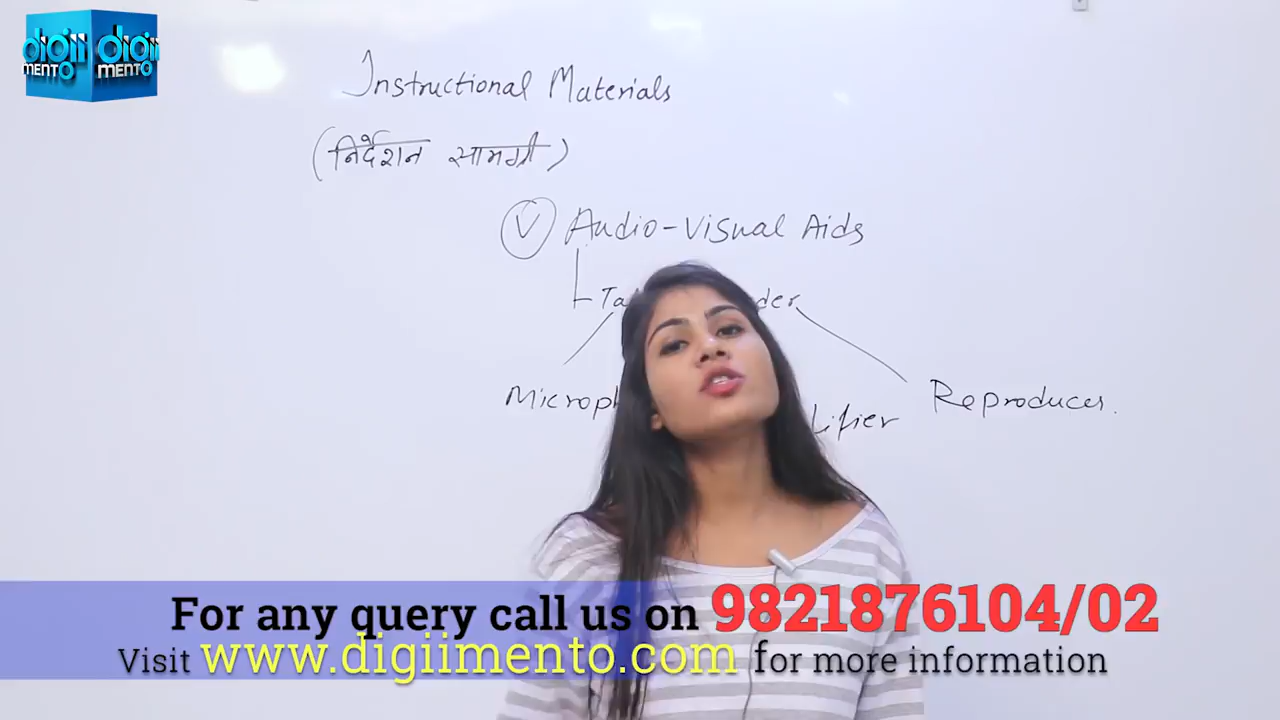 digii digii
MENTO MENTO
Instructional Materials
(निर्देशन सामग्री)
V Audio-Visual Aids
Reproducer.
For any query call us on 9821876104/02
Visit www.digiimento.com for more information